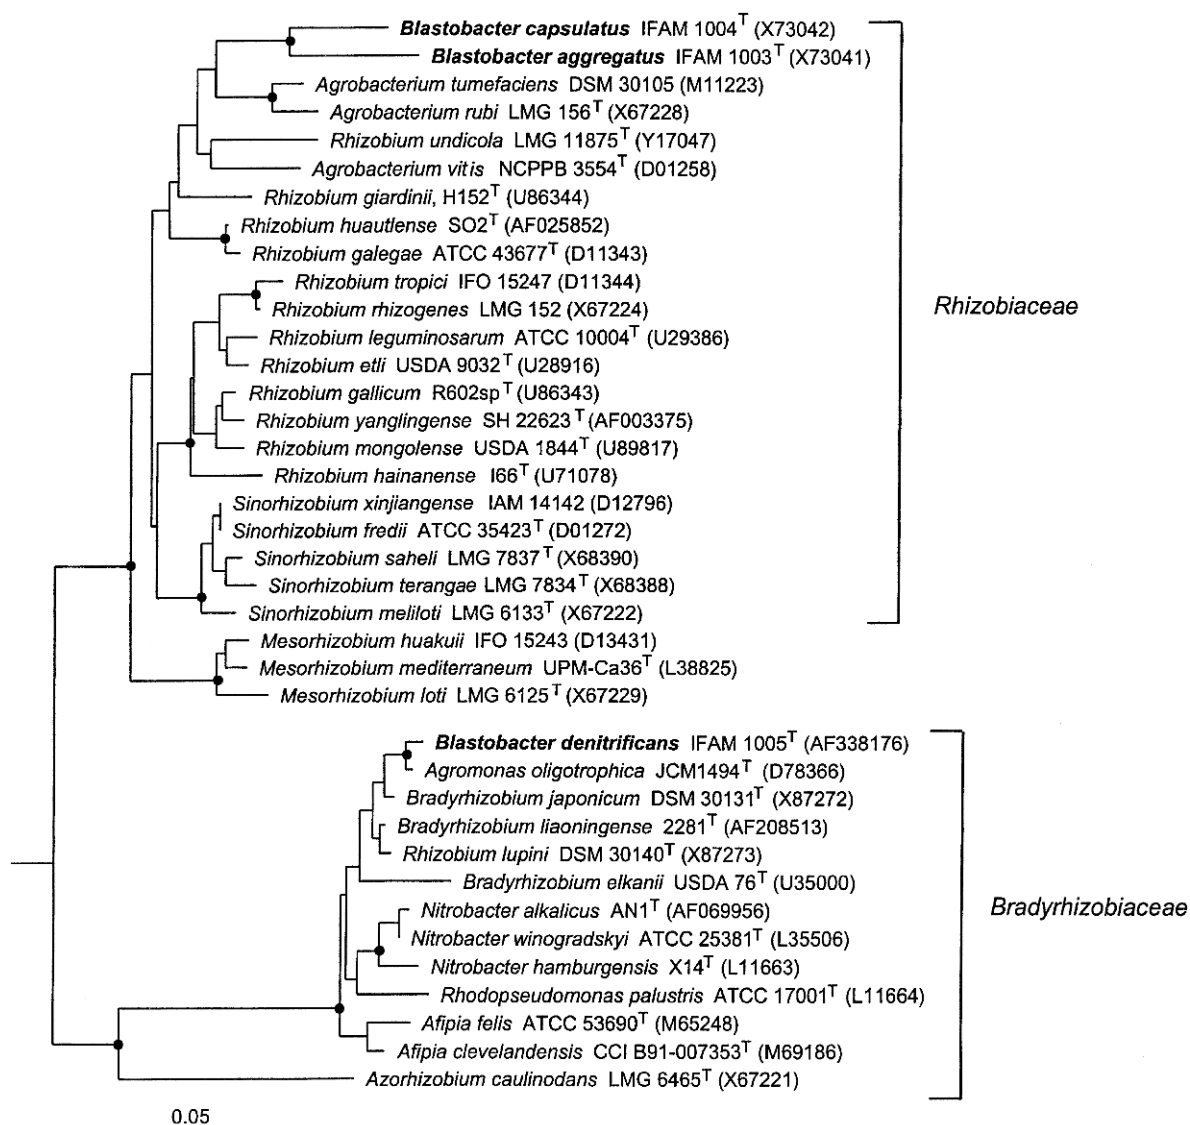 Blastobacter capsulatus IFAM 1004T (X73042)
Blastobacter aggregatus IFAM 1003T (X73041)
Agrobacterium tumefaciens DSM 30105 (M11223)
Agrobacterium rubi LMG 156T (X67228)
Rhizobium undicola LMG 11875T (Y17047)
Agrobacterium vitis NCPPB 3554T (D01258)
Rhizobium giardinii, H152T (U86344)
Rhizobium huautlense SO2T (AF025852)
Rhizobium galegae ATCC 43677T (D11343)
Rhizobium tropici IFO 15247 (D11344)
Rhizobium rhizogenes LMG 152 (X67224)
Rhizobiaceae
Rhizobium leguminosarum ATCC 10004T (U29386)
Rhizobium etli USDA 9032T (U28916)
Rhizobium gallicum R602spT (U86343)
Rhizobium yanglingense SH 22623T (AF003375)
Rhizobium mongolense USDA 1844T (U89817)
Rhizobium hainanense I66T (U71078)
Sinorhizobium xinjiangense IAM 14142 (D12796)
Sinorhizobium fredii ATCC 35423T (D01272)
Sinorhizobium saheli LMG 7837T (X68390)
Sinorhizobium terangae LMG 7834T (X68388)
Sinorhizobium meliloti LMG 6133T (X67222)
Mesorhizobium huakuii IFO 15243 (D13431)
Mesorhizobium mediterraneum UPM-Ca36T (L38825)
Mesorhizobium loti LMG 6125T (X67229)
Blastobacter denitrificans IFAM 1005T (AF338176)
Agromonas oligotrophica JCM1494T (D78366)
Bradyrhizobium japonicum DSM 30131T (X87272)
Bradyrhizobium liaoningense 2281T (AF208513)
Rhizobium lupini DSM 30140T (X87273)
Bradyrhizobium elkanii USDA 76T (U35000)
Bradyrhizobiaceae
Nitrobacter alkalicus AN1T (AF069956)
Nitrobacter winogradskyi ATCC 25381T (L35506)
Nitrobacter hamburgensis X14T (L11663)
Rhodopseudomonas palustris ATCC 17001T (L11664)
Afipia felis ATCC 53690T (M65248)
Afipia clevelandensis CCI B91-007353T (M69186)
Azorhizobium caulinodans LMG 6465T (X67221)
0.05